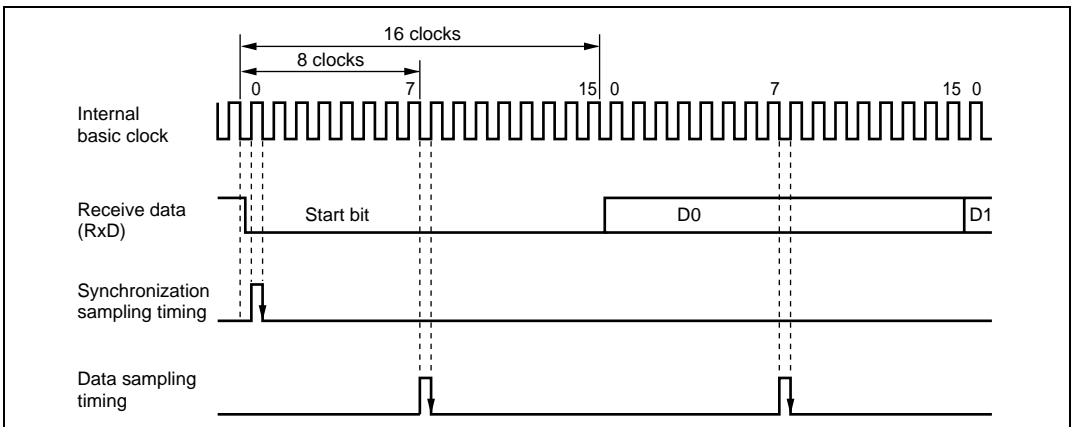 16 clocks
8 clocks
0 7 15 0 7 15 0
Internal
basic clock
Receive data
(RxD)
Start bit D0 D1
Synchronization
sampling timing
Data sampling
timing